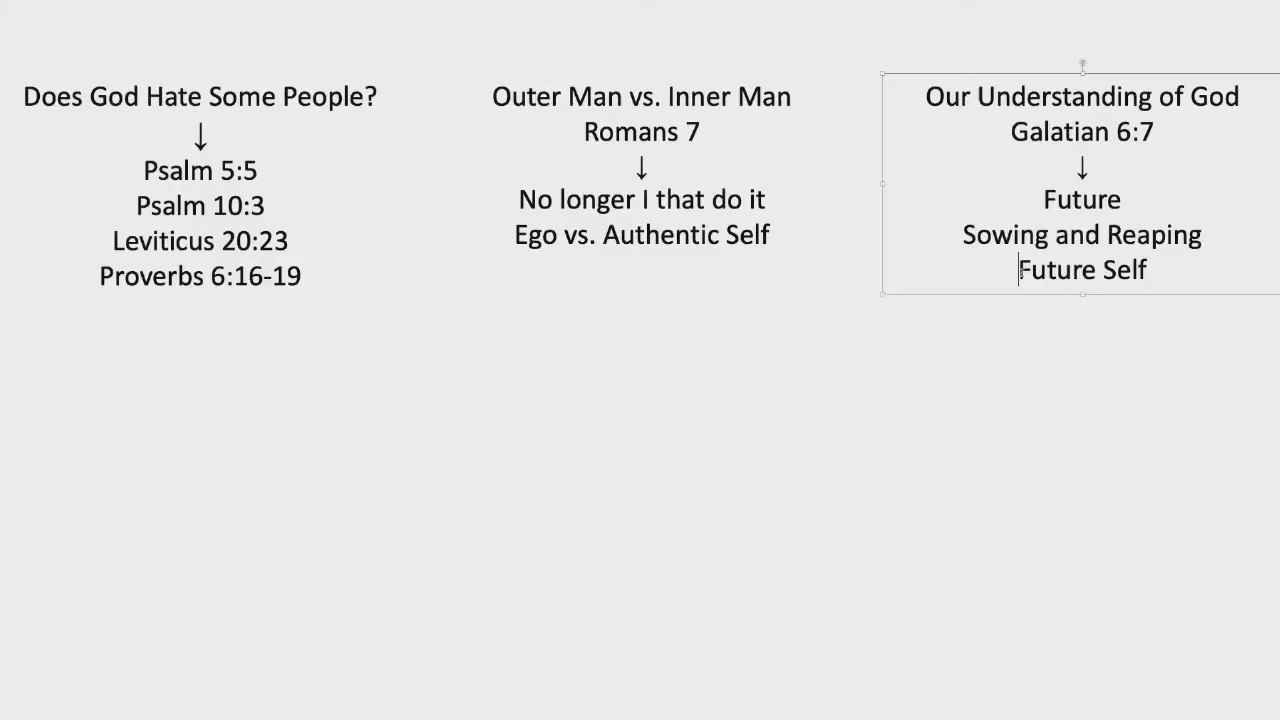 Does God Hate Some People?
↓
Psalm 5:5
Psalm 10:3
Leviticus 20:23
Proverbs 6:16-19
Outer Man vs. Inner Man
Romans 7
↓
No longer I that do it
Ego vs. Authentic Self
Our Understanding of God
Galatian 6:7
↓
Future
Sowing and Reaping
Future Self